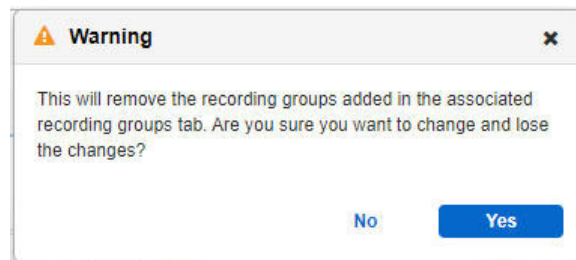 Warning
This will remove the recording groups added in the associated
recording groups tab. Are you sure you want to change and lose
the changes?
No Yes